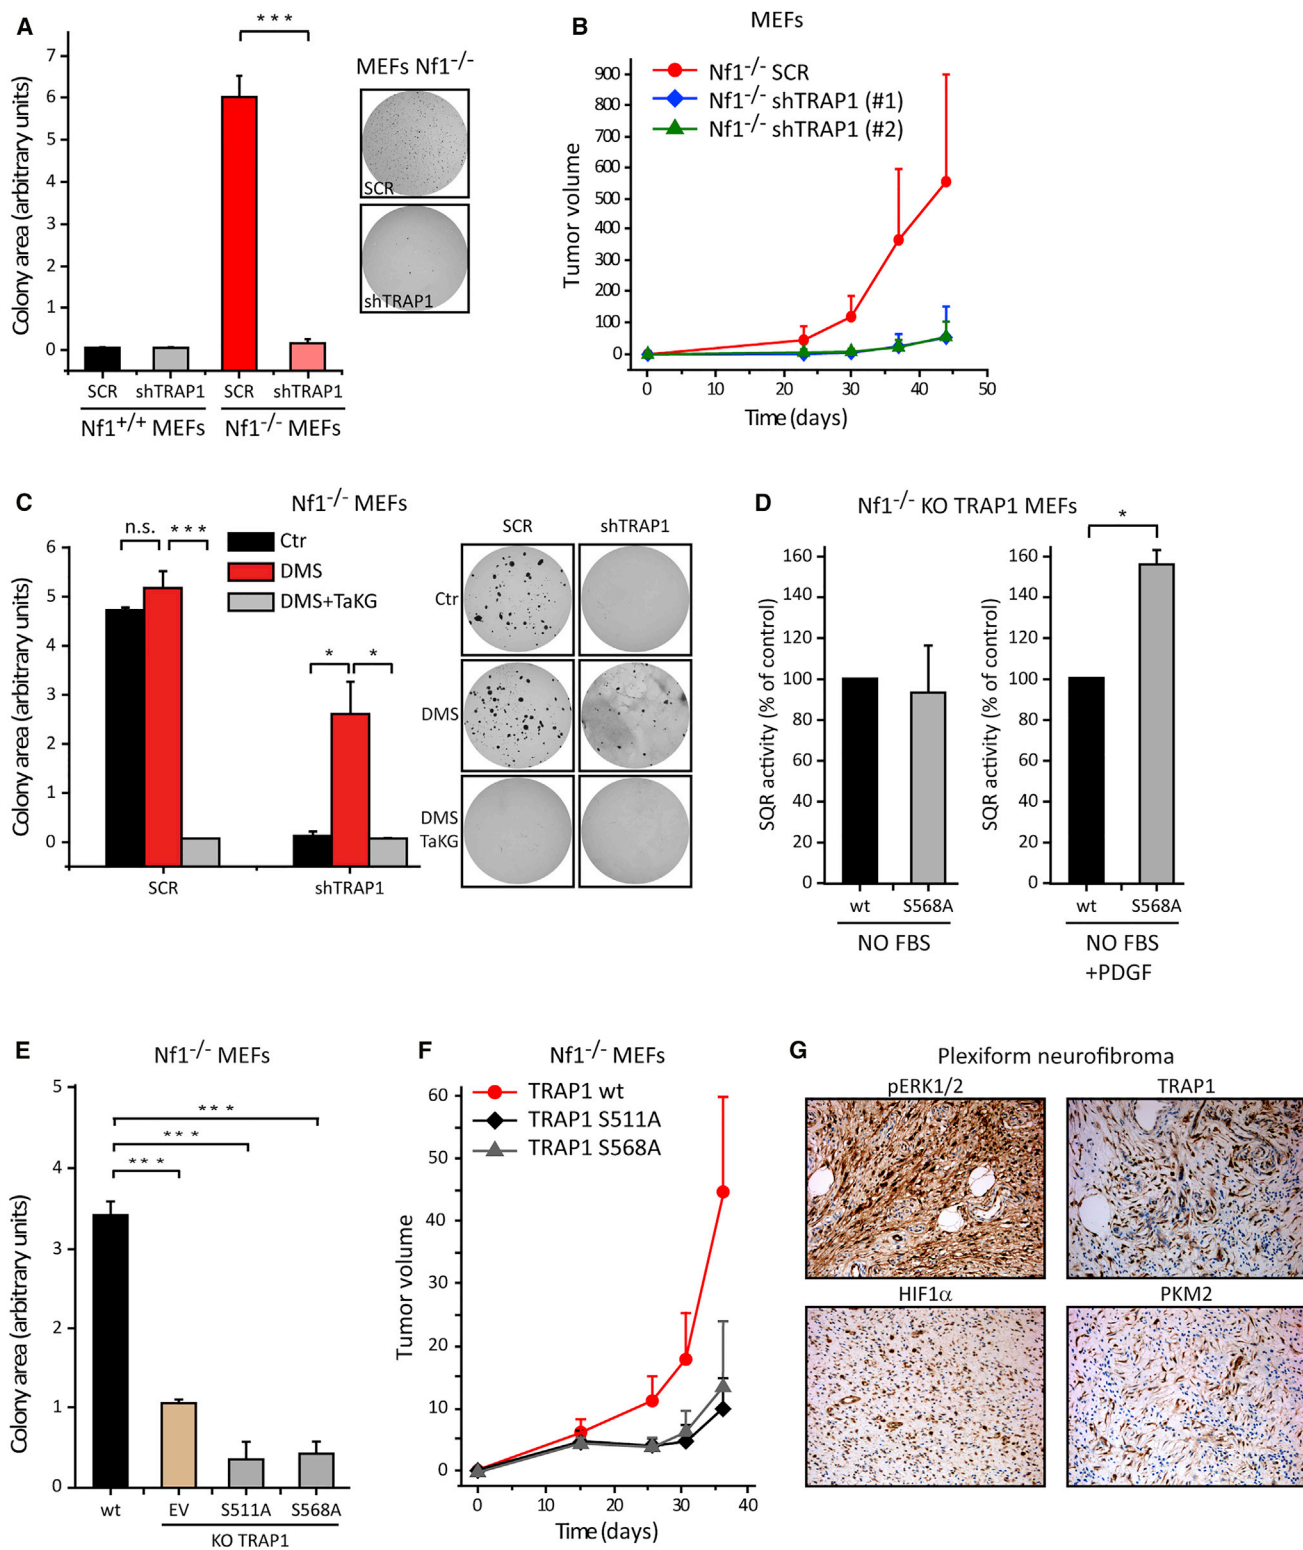 A
* * *
7
6
5
4
3
2
1
0
Colony area (arbitrary units)
SCR shTRAP1 SCR shTRAP1
Nf1+/+ MEFs Nf1-/- MEFs
MEFs Nf1-/-
SCR
shTRAP1
B
MEFs
Nf1-/- SCR
Nf1-/- shTRAP1 (#1)
Nf1-/- shTRAP1 (#2)
900
800
700
600
500
400
300
200
100
0
Tumor volume
0 10 20 30 40 50
Time (days)
C
Nf1-/- MEFs
n.s. * * *
Ctr
DMS
DMS+TaKG
* *
6
5
4
3
2
1
0
Colony area (arbitrary units)
SCR shTRAP1
SCR shTRAP1
Ctr
DMS
DMS
TaKG
D
Nf1-/- KO TRAP1 MEFs
160
140
120
100
80
60
40
20
0
SQR activity (% of control)
wt S568A
NO FBS
*
160
140
120
100
80
60
40
20
0
SQR activity (% of control)
wt S568A
NO FBS
+PDGF
E
Nf1-/- MEFs
* * *
* * *
* * *
5
4
3
2
1
0
Colony area (arbitrary units)
wt EV S511A S568A
KO TRAP1
F
Nf1-/- MEFs
TRAP1 wt
TRAP1 S511A
TRAP1 S568A
60
50
40
30
20
10
0
Tumor volume
0 10 20 30 40
Time (days)
G
Plexiform neurofibroma
pERK1/2 TRAP1
HIF1α PKM2